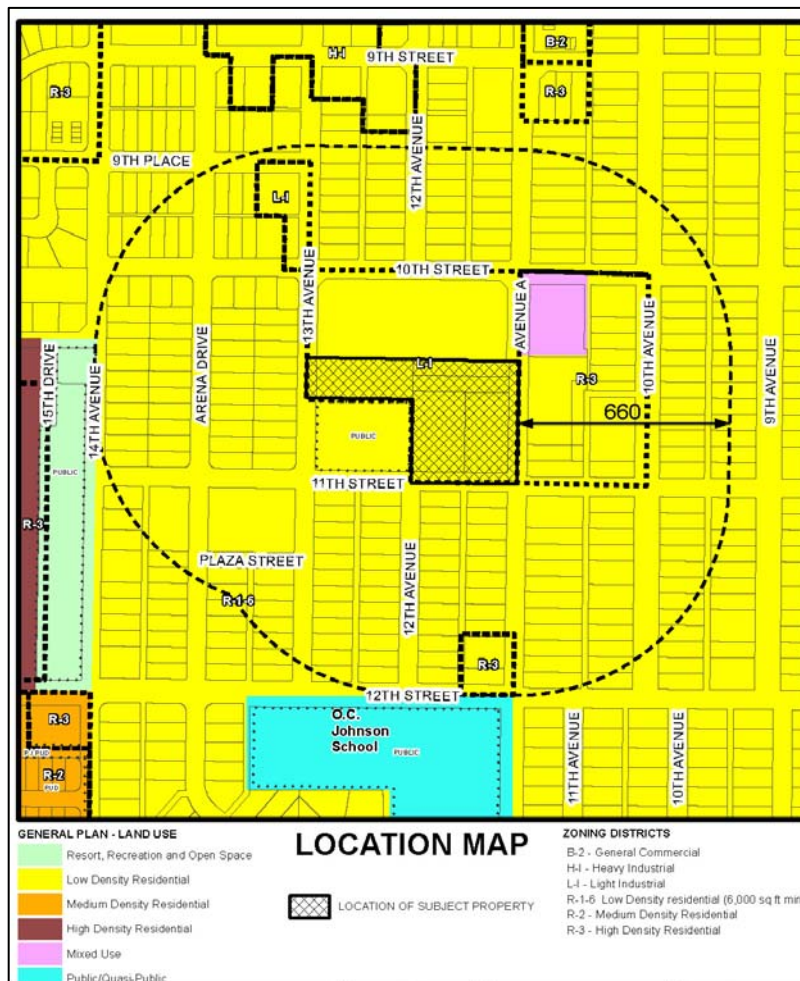 B-2
H-I
9TH STREET
R-3
R-3
12TH AVENUE
9TH PLACE
L-I
13TH AVENUE
10TH STREET
AVENUE A
10TH AVENUE
9TH AVENUE
15TH DRIVE
14TH AVENUE
ARENA DRIVE
L-I
R-3
660
PUBLIC
PUBLIC
11TH STREET
R-3
PLAZA STREET
12TH AVENUE
R-1-6
R-3
12TH STREET
R-3
O.C.
Johnson
School
PUBLIC
11TH AVENUE
10TH AVENUE
R-2
PUD
GENERAL PLAN - LAND USE
Resort, Recreation and Open Space
Low Density Residential
Medium Density Residential
High Density Residential
Mixed Use
Public/Quasi-Public
LOCATION MAP
LOCATION OF SUBJECT PROPERTY
ZONING DISTRICTS
B-2 - General Commercial
H-I - Heavy Industrial
L-I - Light Industrial
R-1-6 Low Density residential (6,000 sq ft min
R-2 - Medium Density Residential
R-3 - High Density Residential